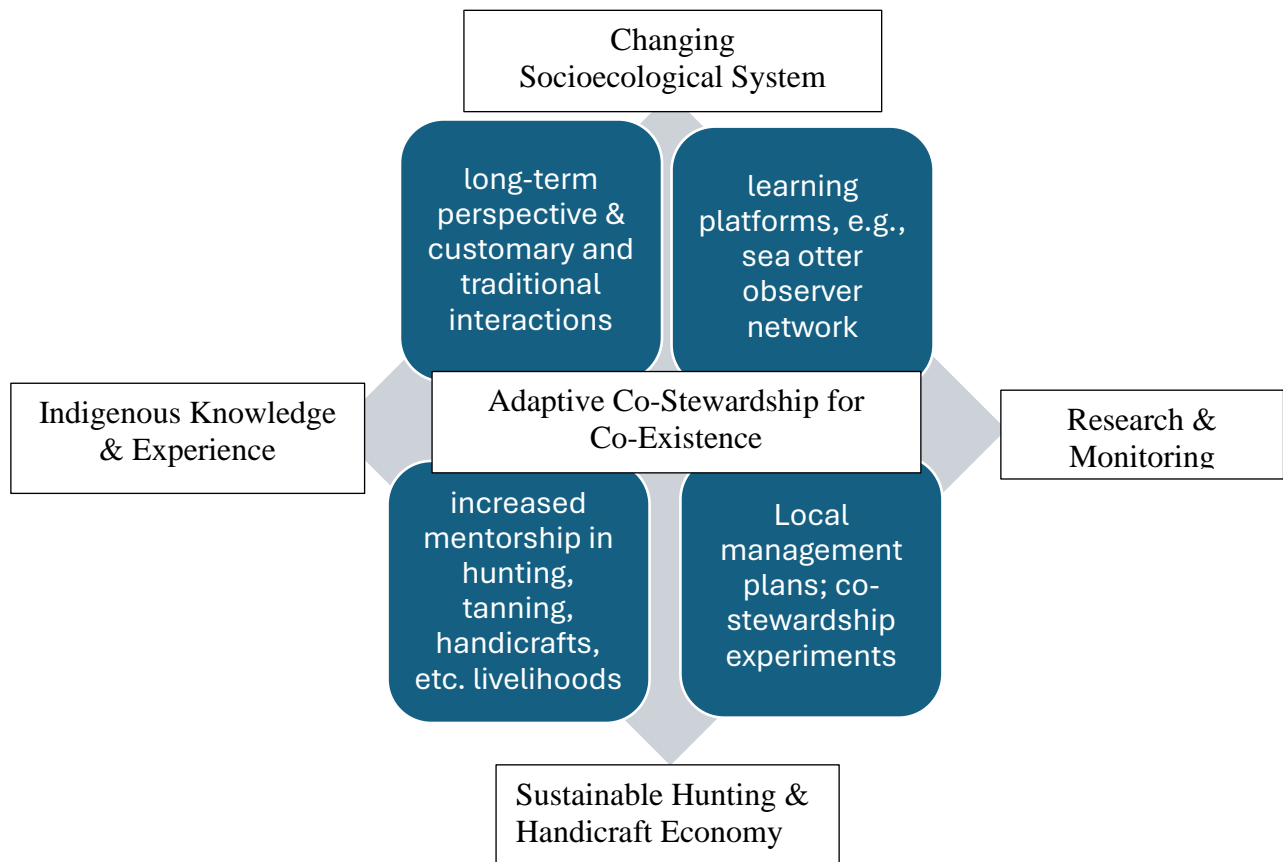 Changing
Socioecological System
long-term
perspective &
customary and
traditional
interactions
learning
platforms, e.g.,
sea otter
observer
network
Indigenous Knowledge
& Experience
Adaptive Co-Stewardship for
Co-Existence
Research &
Monitoring
increased
mentorship in
hunting,
tanning,
handicrafts,
etc. livelihoods
Local
management
plans; co-
stewardship
experiments
Sustainable Hunting &
Handicraft Economy